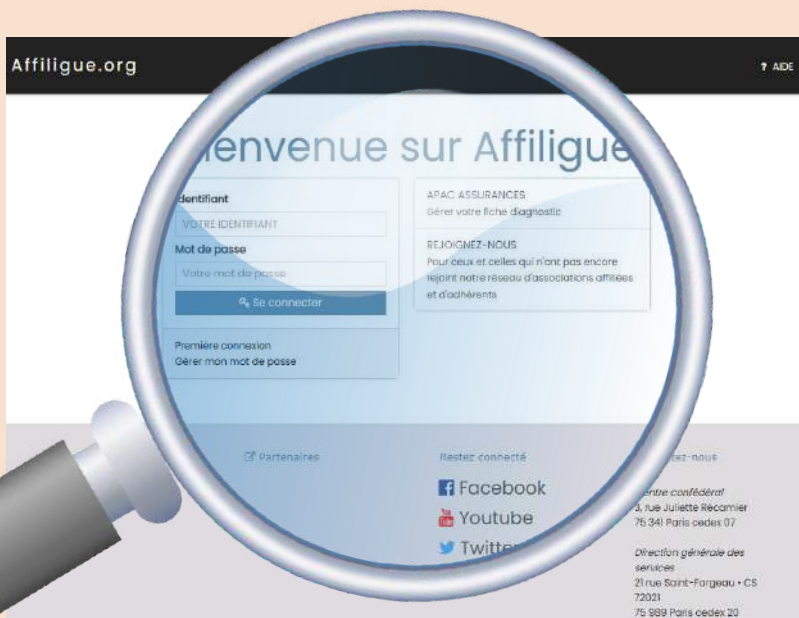 Affiligue.org
? AIDE
ienvenue sur Affiligue
dentifiant
VOTRE IDENTIFIANT
Mot de passe
Votre mot de passe
Se connecter
Première connexion
Gérer mon mot de passe
APAC ASSURANCES
Gérer votre fiche diagnostic
REJOIGNEZ-NOUS
Pour ceux et celles qui n'ont pas encore
rejoint notre réseau d'associations affiliées
et d'adhérents
Partenaires
Restez connecté
Facebook
Youtube
Twitter
tez-nous
entre confédéral
3, rue Juliette Récamier
75 341 Paris cedex 07
Direction générale des
services
21 rue Saint-Fargeau • CS
72021
75 989 Paris cedex 20